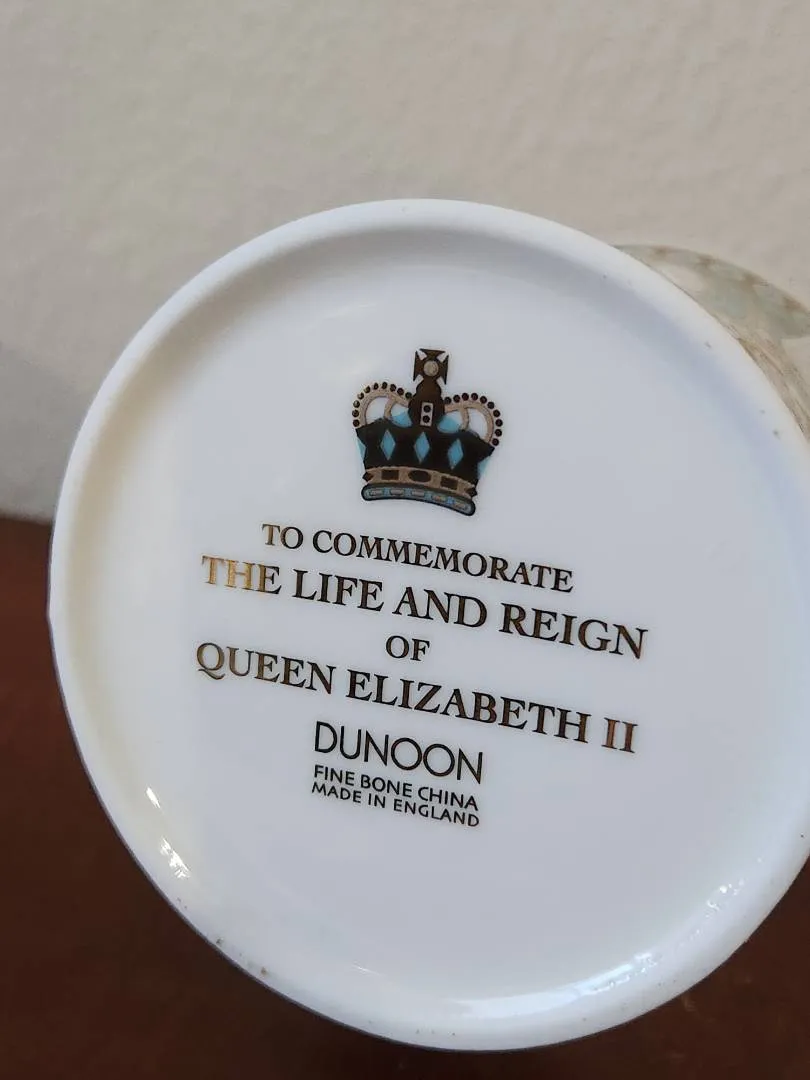 TO COMMEMORATE
THE LIFE AND REIGN
OF
QUEEN ELIZABETH II
DUNOON
FINE BONE CHINA
MADE IN ENGLAND